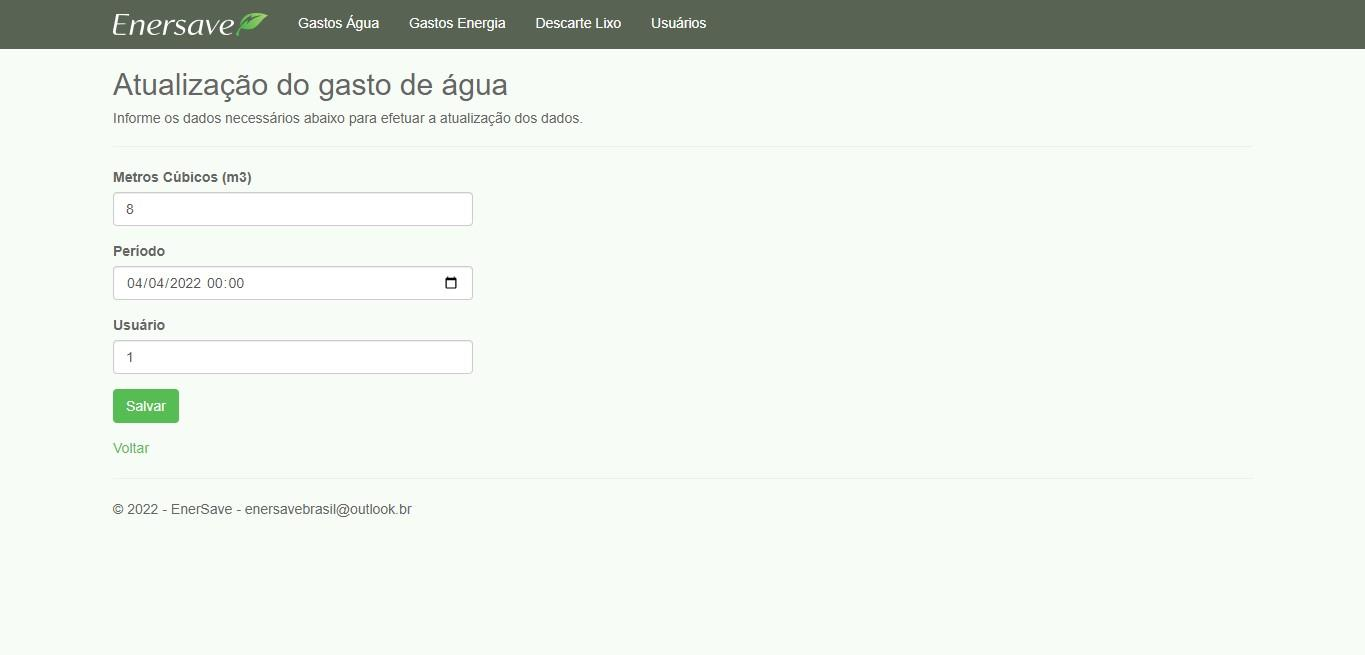 Enersave Gastos Água Gastos Energia Descarte Lixo Usuários
Atualização do gasto de água
Informe os dados necessários abaixo para efetuar a atualização dos dados.
Metros Cúbicos (m3)
8
Período
04/04/2022 00:00
Usuário
1
Salvar
Voltar
© 2022 - EnerSave - enersavebrasil@outlook.br